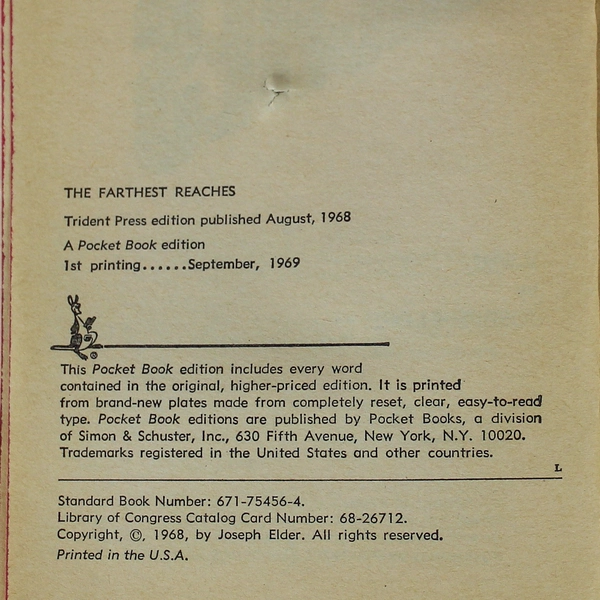 THE FARTHEST REACHES
Trident Press edition published August, 1968
A Pocket Book edition
1st printing......September, 1969
®
This Pocket Book edition includes every word
contained in the original, higher-priced edition. It is printed
from brand-new plates made from completely reset, clear, easy-to-read
type. Pocket Book editions are published by Pocket Books, a division
of Simon & Schuster, Inc., 630 Fifth Avenue, New York, N.Y. 10020.
Trademarks registered in the United States and other countries.
L
Standard Book Number: 671-75456-4.
Library of Congress Catalog Card Number: 68-26712.
Copyright, ©, 1968, by Joseph Elder. All rights reserved.
Printed in the U.S.A.